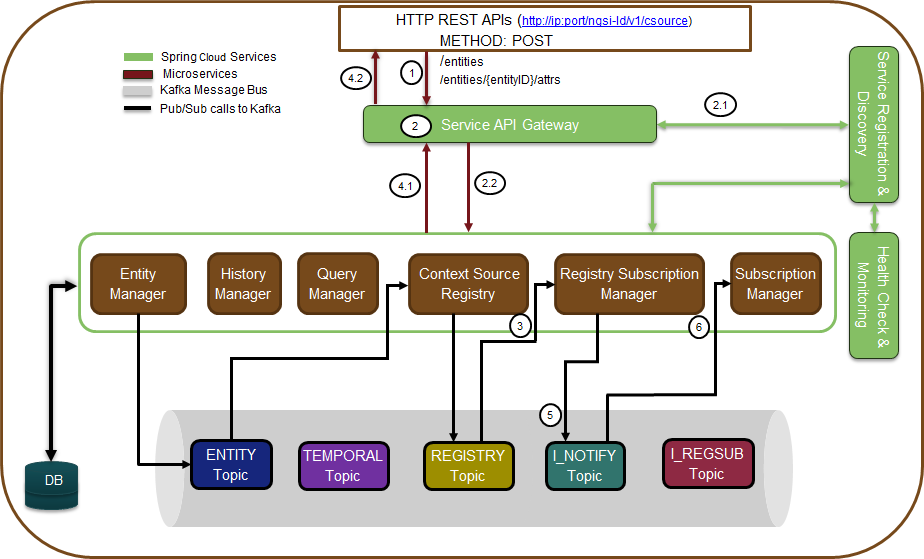 HTTP REST APIs (http://ip:port/ngsi-ld/v1/csource)
METHOD: POST
Spring Cloud Services
Microservices
Kafka Message Bus
Pub/Sub calls to Kafka
4.2
1
/entities
/entities/{entityID}/attrs
2
Service API Gateway
2.1
Service Registration &
Discovery
4.1
2.2
Entity
Manager
History
Manager
Query
Manager
Context Source
Registry
Registry Subscription
Manager
Subscription
Manager
Health Check &
Monitoring
3
6
5
DB
ENTITY
Topic
TEMPORAL
Topic
REGISTRY
Topic
I_NOTIFY
Topic
I_REGSUB
Topic